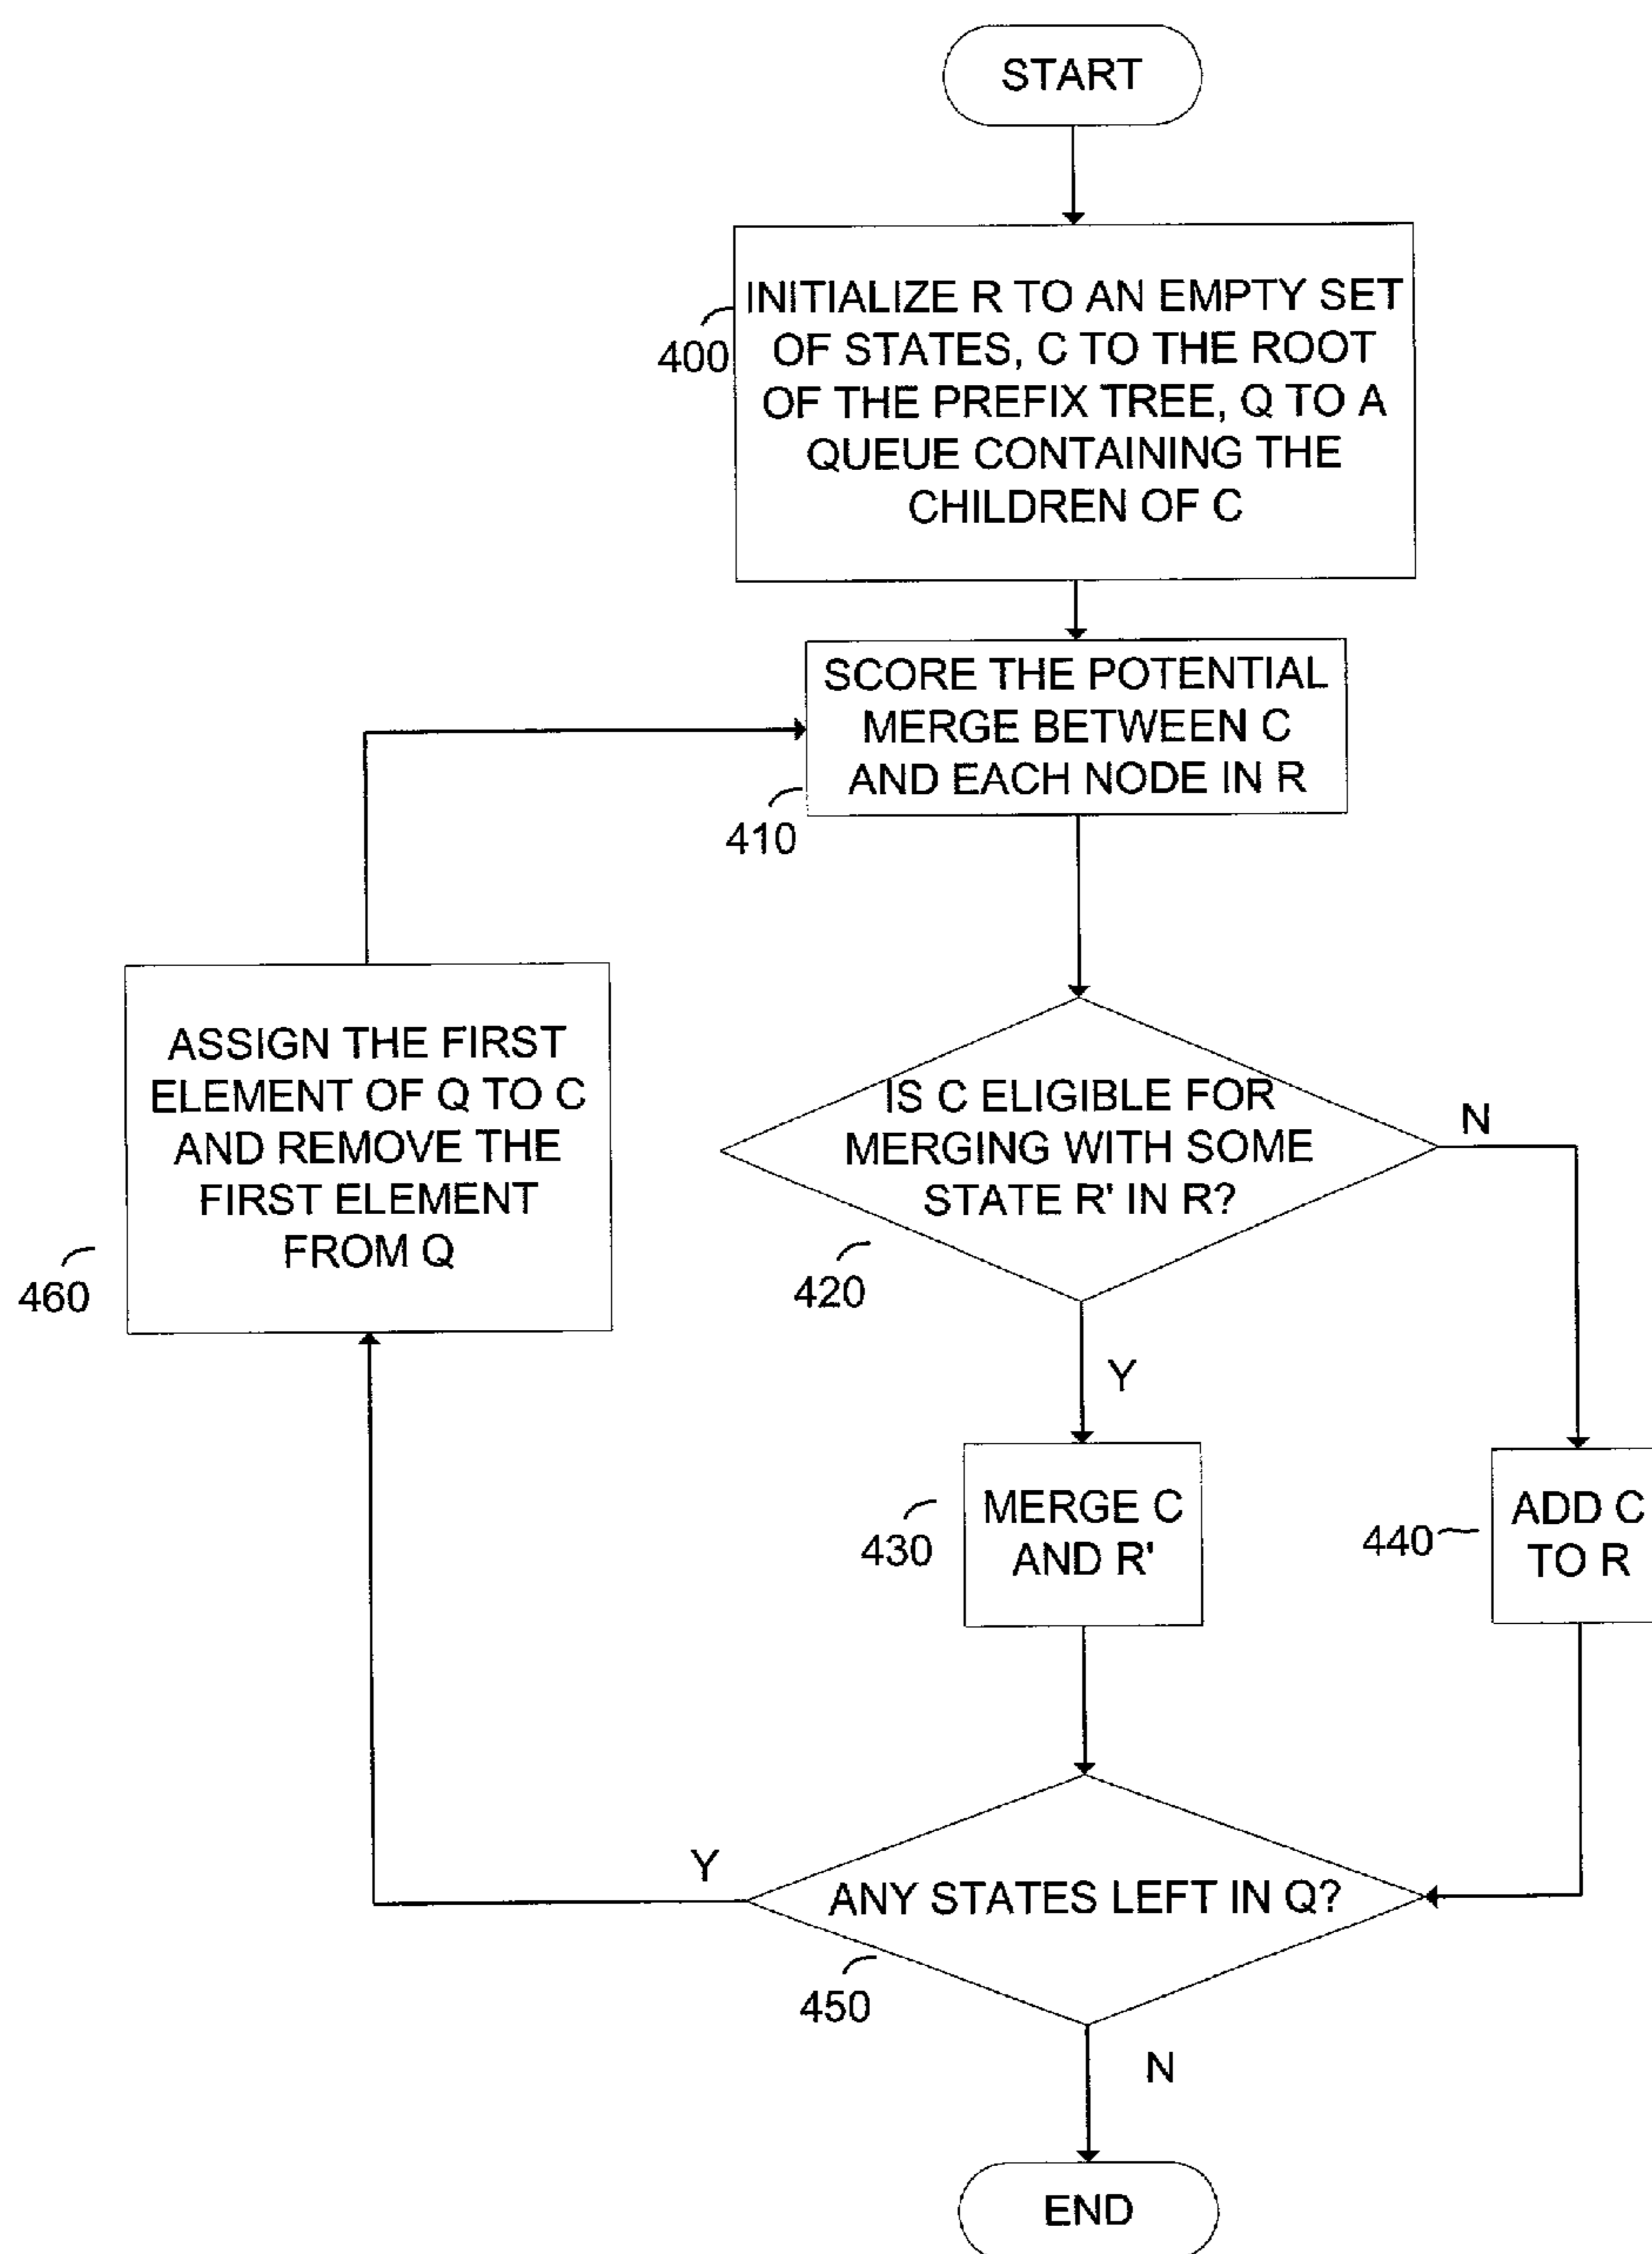 START
INITIALIZE R TO AN EMPTY SET
OF STATES, C TO THE ROOT
OF THE PREFIX TREE, Q TO A
QUEUE CONTAINING THE
CHILDREN OF C
400
SCORE THE POTENTIAL
MERGE BETWEEN C
AND EACH NODE IN R
410
ASSIGN THE FIRST
ELEMENT OF Q TO C
AND REMOVE THE
FIRST ELEMENT
FROM Q
460
IS C ELIGIBLE FOR
MERGING WITH SOME
STATE R' IN R?
420
N
Y
MERGE C
AND R'
430
ADD C
TO R
440
ANY STATES LEFT IN Q?
450
Y
N
END